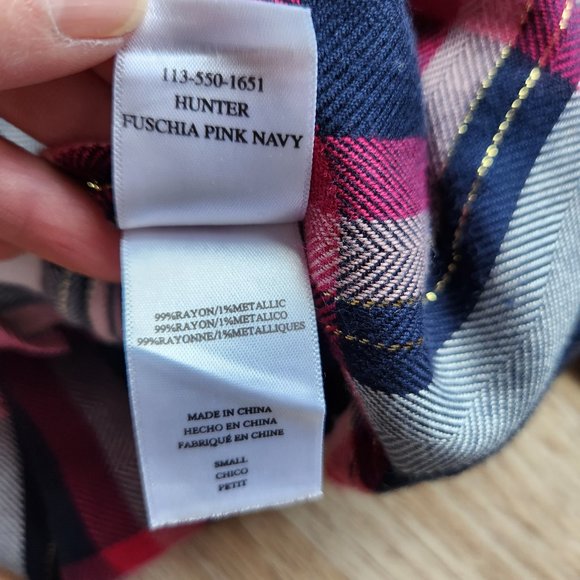 113-550-1651
HUNTER
FUSCHIA PINK NAVY
99%RAYON/1%METALLIC
99%RAYON/1%METALICO
99%RAYONNE/1%METALLIQUES
MADE IN CHINA
HECHO EN CHINA
FABRIQUÉ EN CHINE
SMALL
CHICO
PETIT